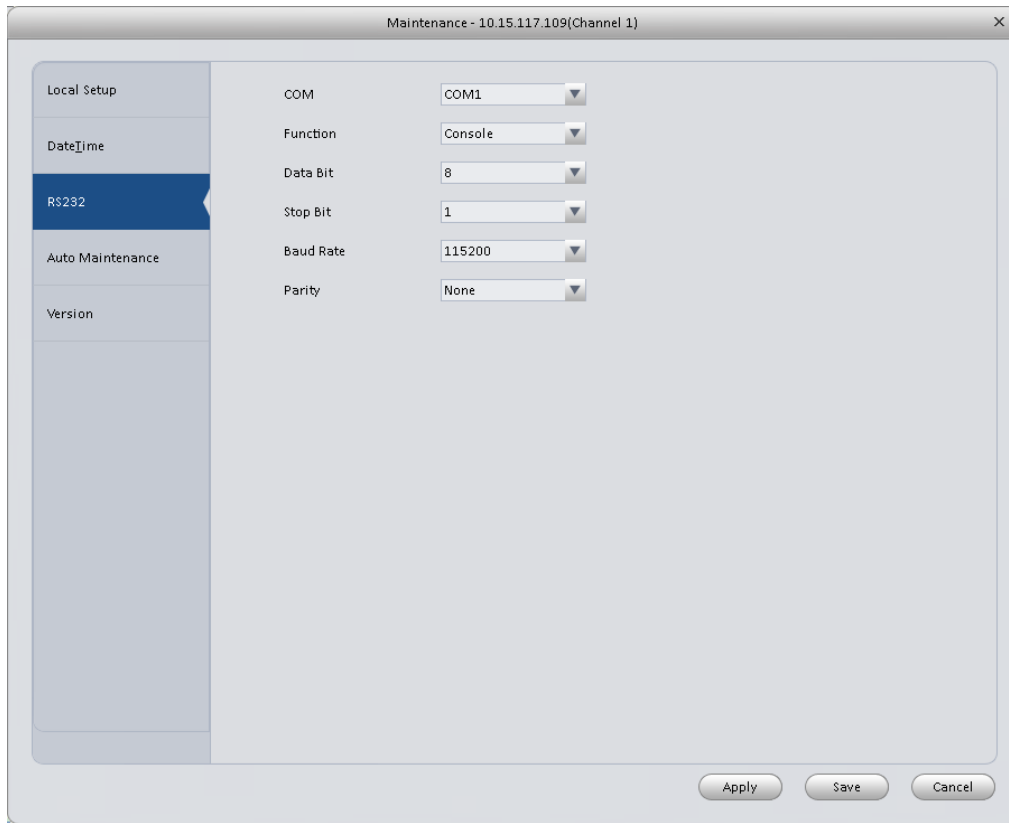 Maintenance - 10.15.117.109(Channel 1)
Local Setup
DateTime
RS232
Auto Maintenance
Version
COM COM1
Function Console
Data Bit 8
Stop Bit 1
Baud Rate 115200
Parity None
Apply Save Cancel